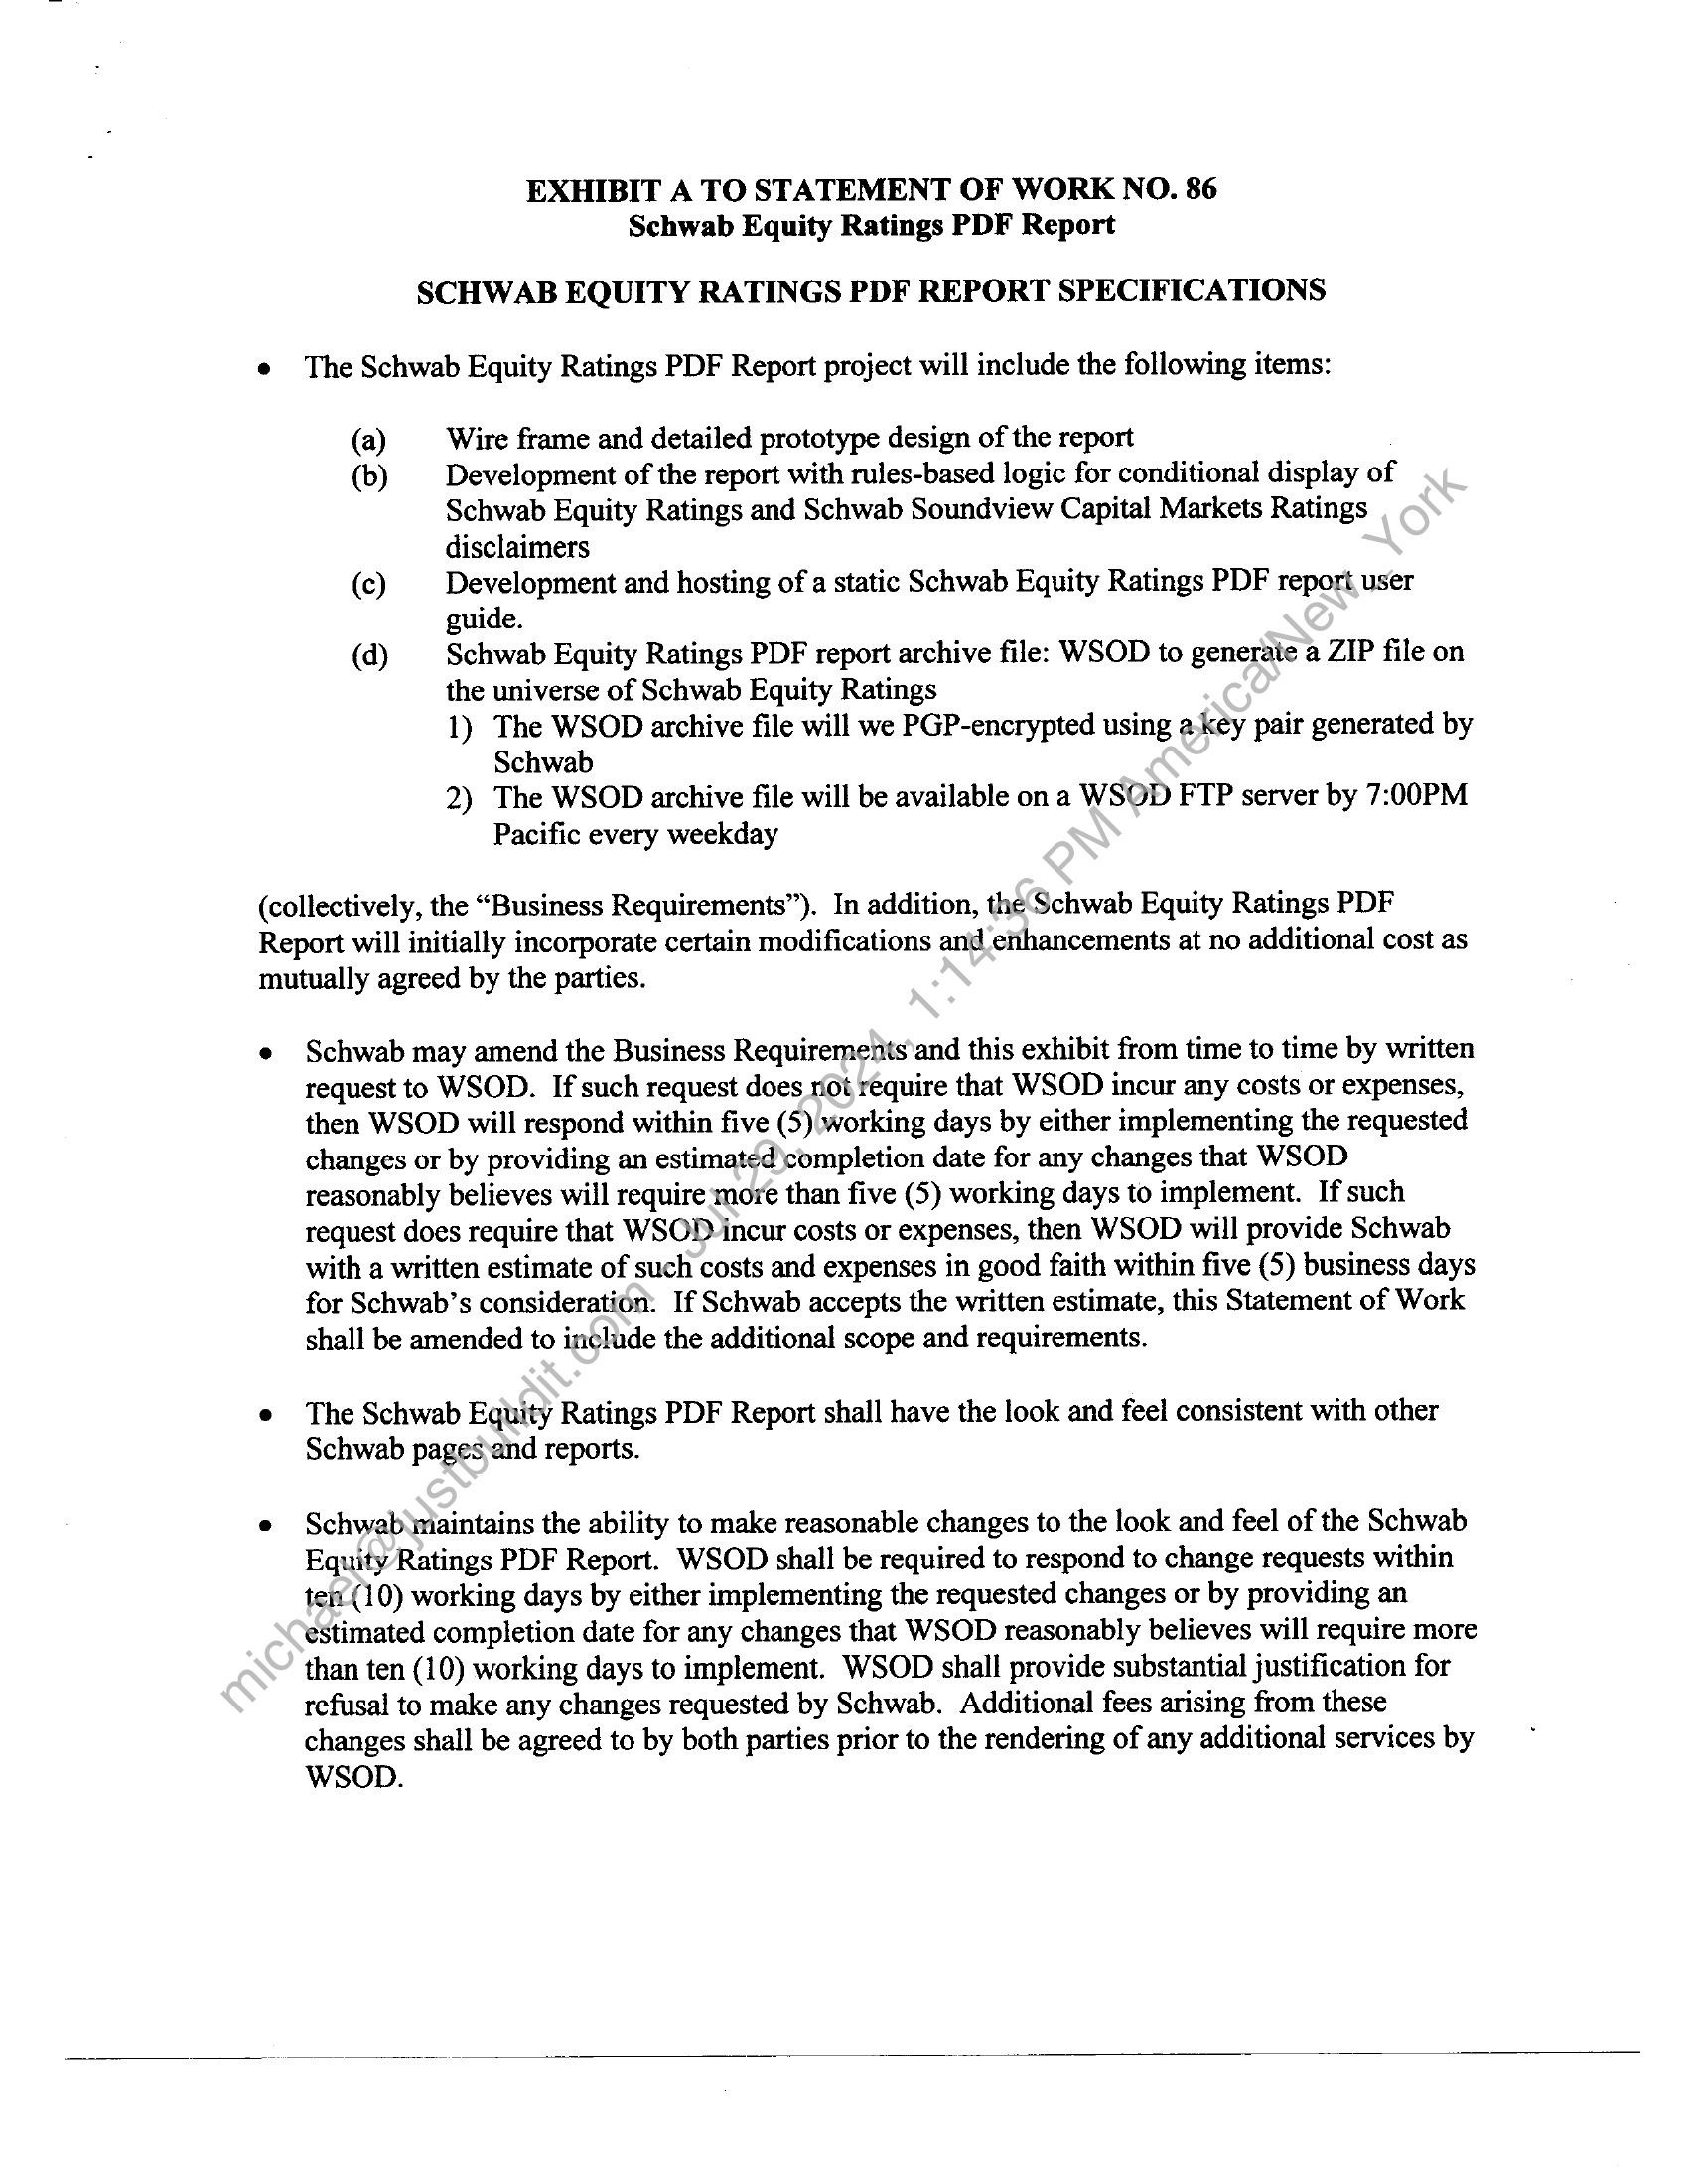 EXHIBIT A TO STATEMENT OF WORK NO. 86
Schwab Equity Ratings PDF Report
SCHWAB EQUITY RATINGS PDF REPORT SPECIFICATIONS
• The Schwab Equity Ratings PDF Report project will include the following items:
(a) Wire frame and detailed prototype design of the report
(b) Development of the report with rules-based logic for conditional display of
Schwab Equity Ratings and Schwab Soundview Capital Markets Ratings
disclaimers
(c) Development and hosting of a static Schwab Equity Ratings PDF report user
guide.
(d) Schwab Equity Ratings PDF report archive file: WSOD to generate a ZIP file on
the universe of Schwab Equity Ratings
1) The WSOD archive file will we PGP-encrypted using a key pair generated by
Schwab
2) The WSOD archive file will be available on a WSOD FTP server by 7:00PM
Pacific every weekday
(collectively, the “Business Requirements”). In addition, the Schwab Equity Ratings PDF
Report will initially incorporate certain modifications and enhancements at no additional cost as
mutually agreed by the parties.
• Schwab may amend the Business Requirements and this exhibit from time to time by written
request to WSOD. If such request does not require that WSOD incur any costs or expenses,
then WSOD will respond within five (5) working days by either implementing the requested
changes or by providing an estimated completion date for any changes that WSOD
reasonably believes will require more than five (5) working days to implement. If such
request does require that WSOD incur costs or expenses, then WSOD will provide Schwab
with a written estimate of such costs and expenses in good faith within five (5) business days
for Schwab’s consideration. If Schwab accepts the written estimate, this Statement of Work
shall be amended to include the additional scope and requirements.
• The Schwab Equity Ratings PDF Report shall have the look and feel consistent with other
Schwab pages and reports.
• Schwab maintains the ability to make reasonable changes to the look and feel of the Schwab
Equity Ratings PDF Report. WSOD shall be required to respond to change requests within
ten (10) working days by either implementing the requested changes or by providing an
estimated completion date for any changes that WSOD reasonably believes will require more
than ten (10) working days to implement. WSOD shall provide substantial justification for
refusal to make any changes requested by Schwab. Additional fees arising from these
changes shall be agreed to by both parties prior to the rendering of any additional services by
WSOD.
michael@justbuildit.com - Jul 29, 2024, 1:14:36 PM America/New_York